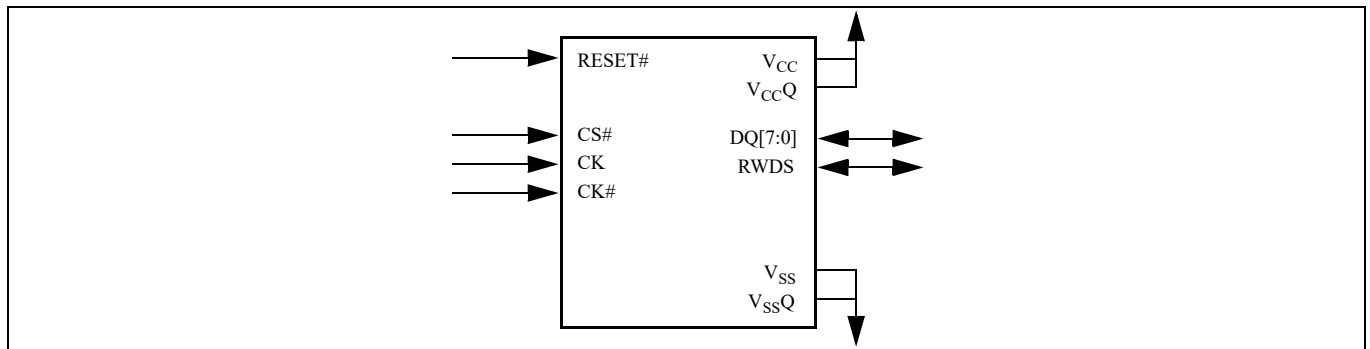 RESET#
CS#
CK
CK#
VCC
VCCQ
DQ[7:0]
RWDS
VSS
VSSQ